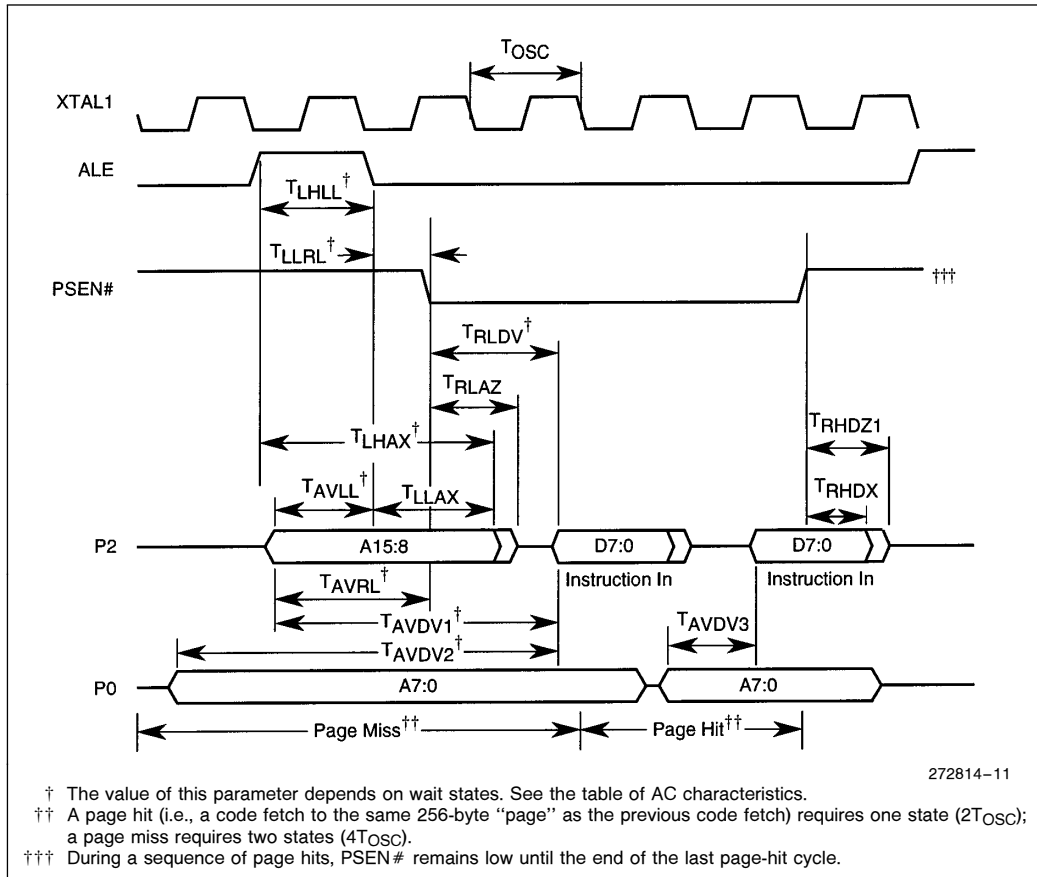 TOSC
XTAL1
ALE
TLHLL†
TLLRL†
PSEN#
†††
TRLDV†
TRLAZ
TLHAX†
TRHDZ1
TAVLL†
TLLAX
TRHDX
P2
A15:8
D7:0
D7:0
Instruction In
Instruction In
TAVRL†
TAVDV1†
TAVDV2†
TAVDV3
P0
A7:0
A7:0
Page Miss††
Page Hit††
272814–11
† The value of this parameter depends on wait states. See the table of AC characteristics.
†† A page hit (i.e., a code fetch to the same 256-byte ‘‘page’’ as the previous code fetch) requires one state (2TOSC);
a page miss requires two states (4TOSC).
††† During a sequence of page hits, PSEN# remains low until the end of the last page-hit cycle.